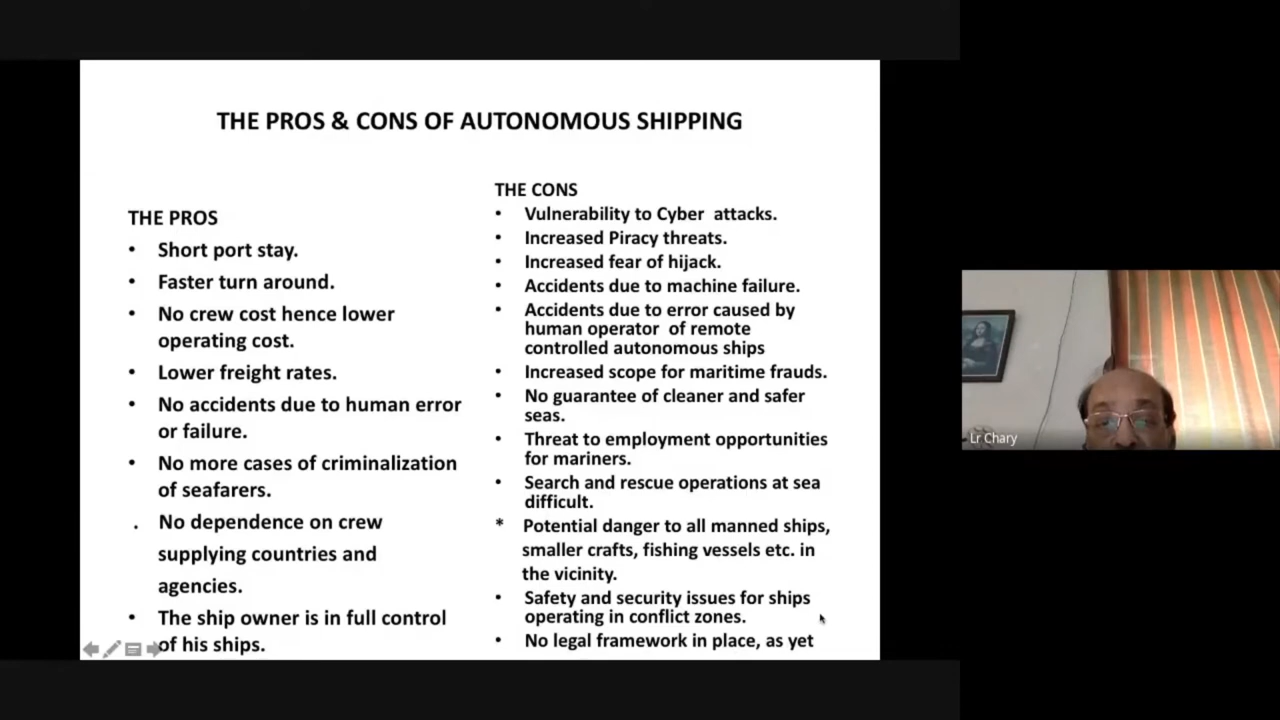 THE PROS & CONS OF AUTONOMOUS SHIPPING
THE PROS
• Short port stay.
• Faster turn around.
• No crew cost hence lower
operating cost.
• Lower freight rates.
• No accidents due to human error
or failure.
• No more cases of criminalization
of seafarers.
. No dependence on crew
supplying countries and
agencies.
• The ship owner is in full control
of his ships.
THE CONS
• Vulnerability to Cyber attacks.
• Increased Piracy threats.
• Increased fear of hijack.
• Accidents due to machine failure.
• Accidents due to error caused by
human operator of remote
controlled autonomous ships
• Increased scope for maritime frauds.
• No guarantee of cleaner and safer
seas.
• Threat to employment opportunities
for mariners.
• Search and rescue operations at sea
difficult.
* Potential danger to all manned ships,
smaller crafts, fishing vessels etc. in
the vicinity.
• Safety and security issues for ships
operating in conflict zones.
• No legal framework in place, as yet
Lr Chary